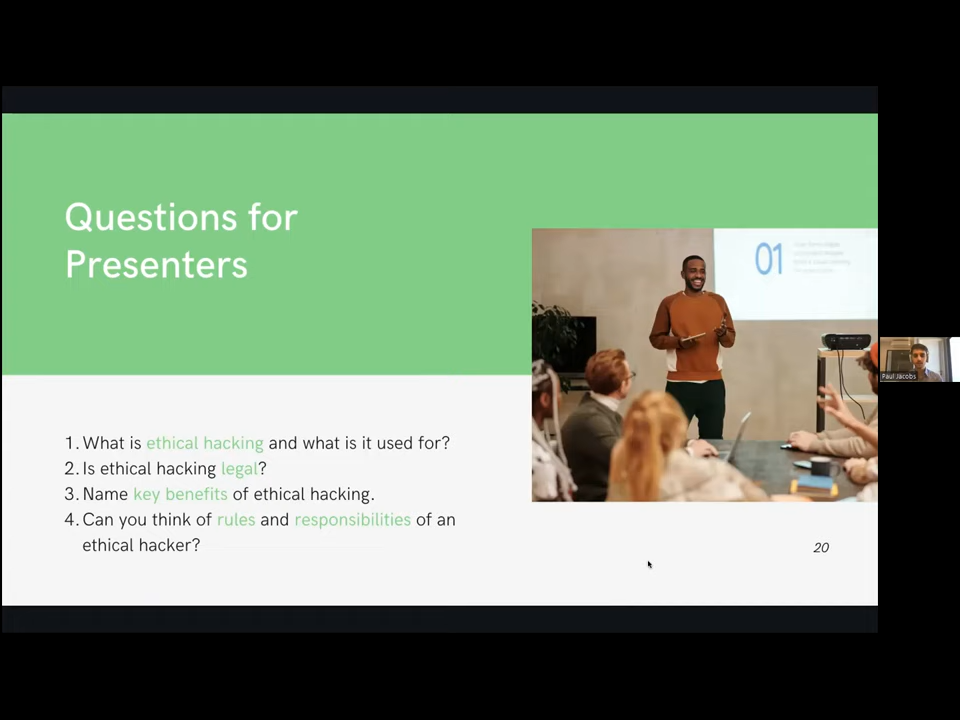 Questions for
Presenters
01
1. What is ethical hacking and what is it used for?
2. Is ethical hacking legal?
3. Name key benefits of ethical hacking.
4. Can you think of rules and responsibilities of an
ethical hacker?
20
Paul Jacobs